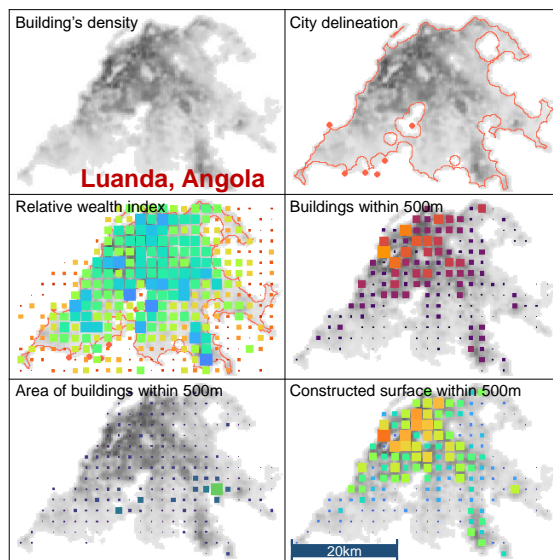 Building's density
City delineation
Luanda, Angola
Relative wealth index
Buildings within 500m
Area of buildings within 500m
Constructed surface within 500m
20km